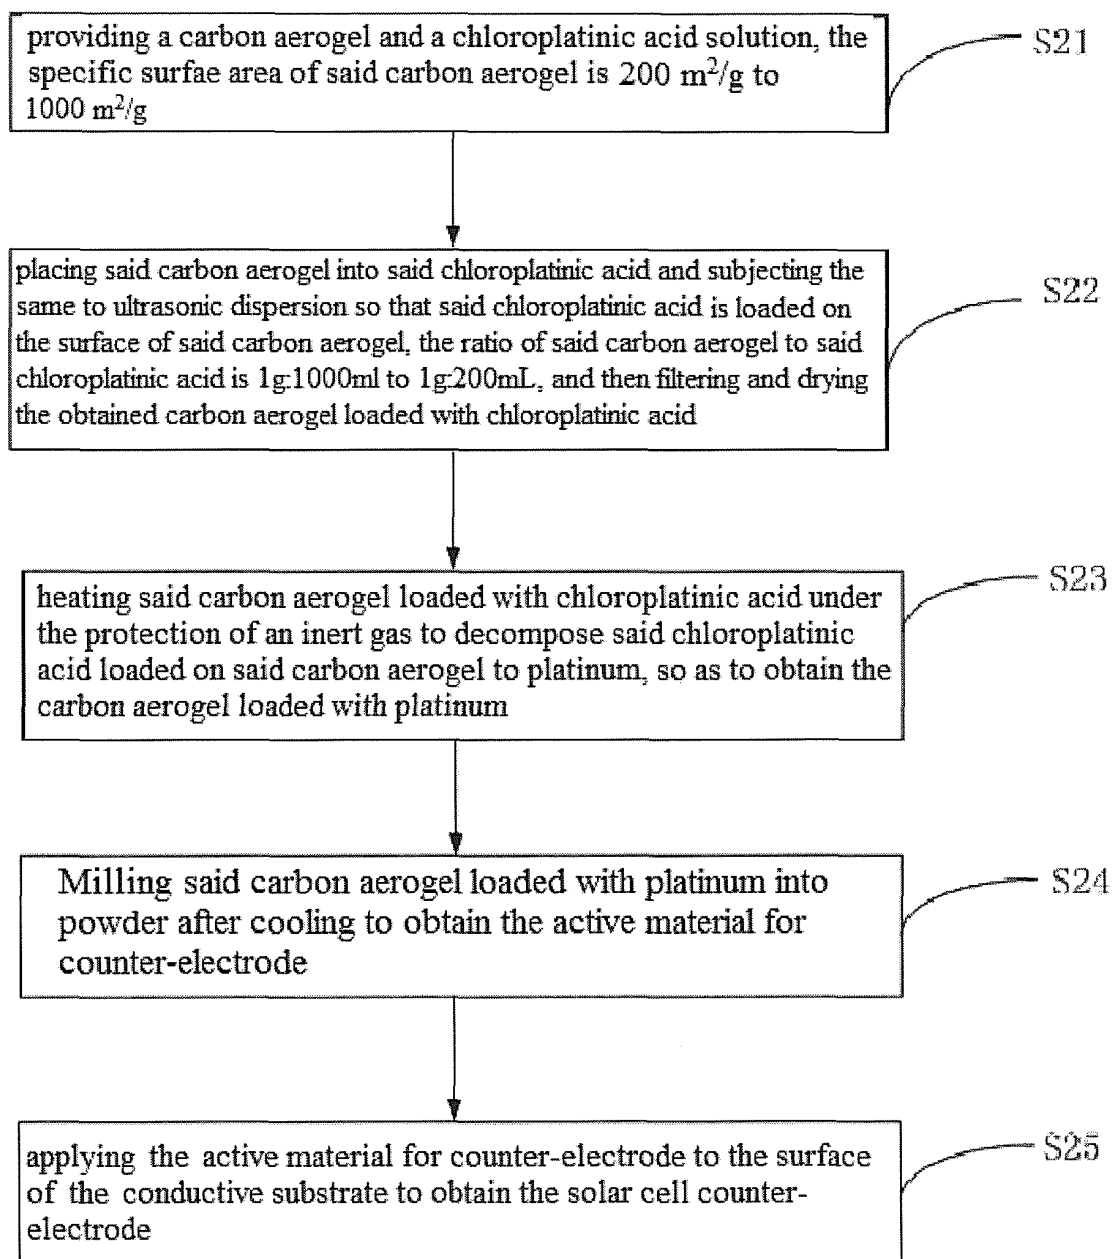 providing a carbon aerogel and a chloroplatinic acid solution, the
specific surfae area of said carbon aerogel is 200 m²/g to
1000 m²/g
S21
placing said carbon aerogel into said chloroplatinic acid and subjecting the
same to ultrasonic dispersion so that said chloroplatinic acid is loaded on
the surface of said carbon aerogel, the ratio of said carbon aerogel to said
chloroplatinic acid is 1g:1000ml to 1g:200mL, and then filtering and drying
the obtained carbon aerogel loaded with chloroplatinic acid
S22
heating said carbon aerogel loaded with chloroplatinic acid under
the protection of an inert gas to decompose said chloroplatinic
acid loaded on said carbon aerogel to platinum, so as to obtain the
carbon aerogel loaded with platinum
S23
Milling said carbon aerogel loaded with platinum into
powder after cooling to obtain the active material for
counter-electrode
S24
applying the active material for counter-electrode to the surface
of the conductive substrate to obtain the solar cell counter-
electrode
S25